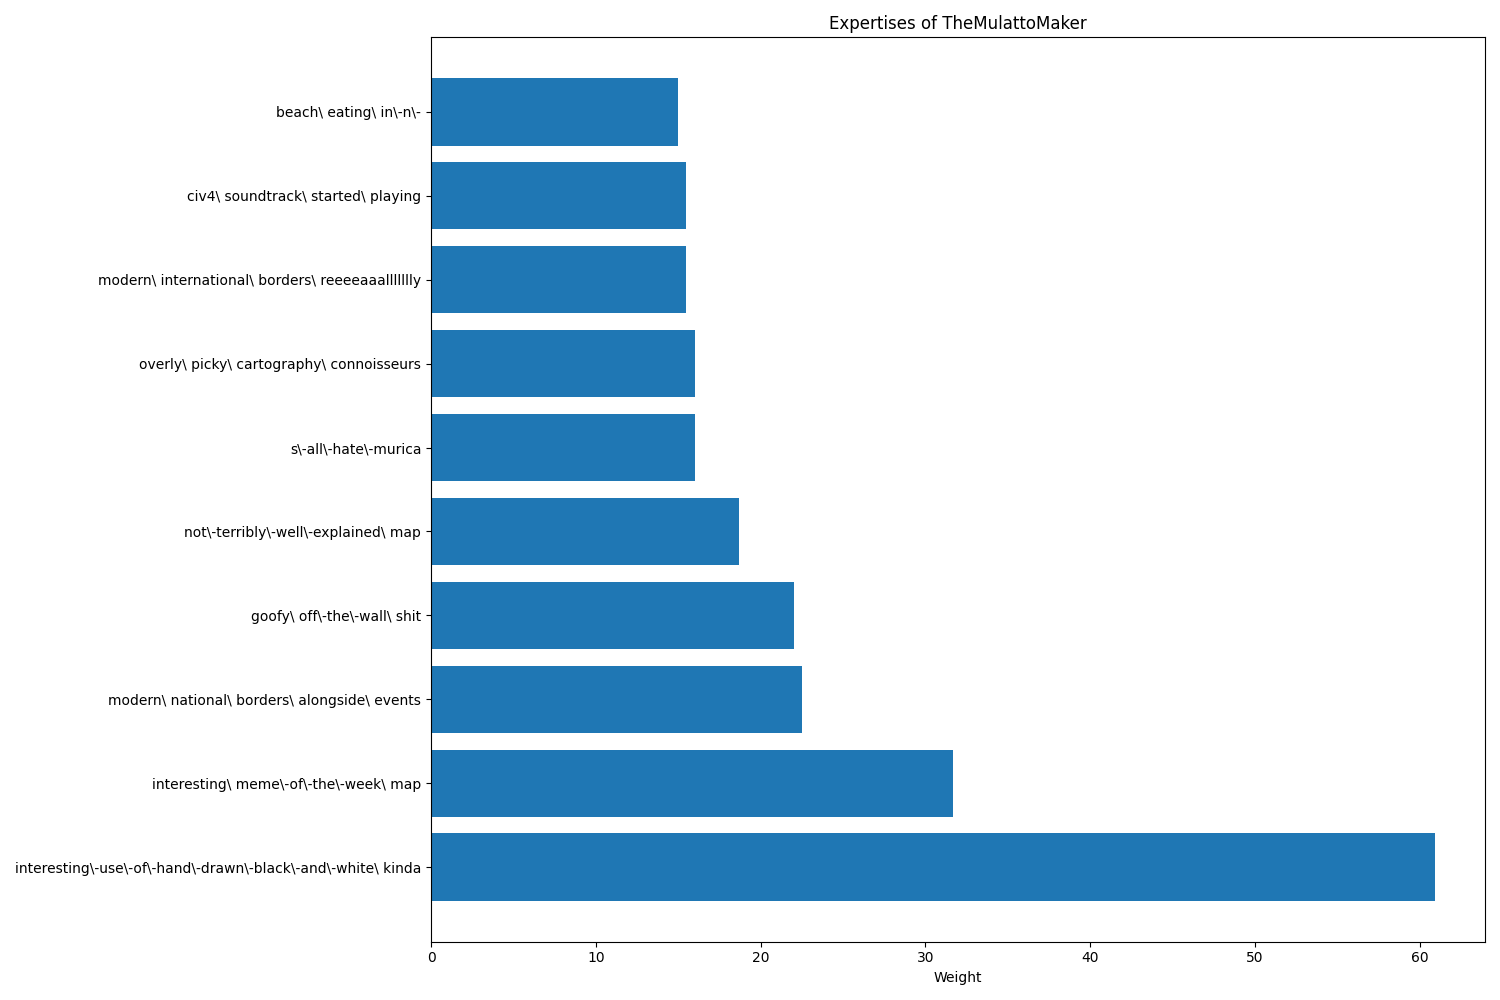 Expertises of TheMulattoMaker
beach\ eating\ in\-n\-
civ4\ soundtrack\ started\ playing
modern\ international\ borders\ reeeeaaallllllly
overly\ picky\ cartography\ connoisseurs
s\-all\-hate\-murica
not\-terribly\-well\-explained\ map
goofy\ off\-the\-wall\ shit
modern\ national\ borders\ alongside\ events
interesting\ meme\-of\-the\-week\ map
interesting\-use\-of\-hand\-drawn\-black\-and\-white\ kinda
0 10 20 30 40 50 60
Weight